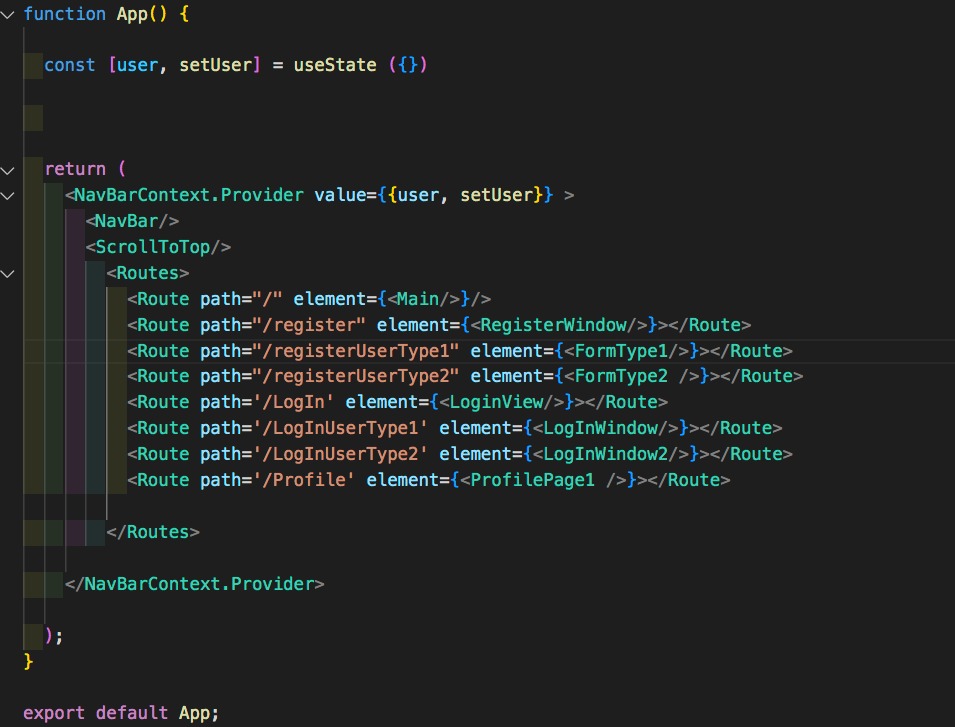 function App() {
const [user, setUser] = useState ({})
return (
<NavBarContext.Provider value={{user, setUser}} >
<NavBar/>
<ScrollToTop/>
<Routes>
<Route path="/" element={<Main/>}/>
<Route path="/register" element={<RegisterWindow/>}></Route>
<Route path="/registerUserType1" element={<FormType1/>}></Route>
<Route path="/registerUserType2" element={<FormType2 />}></Route>
<Route path='/LogIn' element={<LoginView/>}></Route>
<Route path='/LogInUserType1' element={<LogInWindow/>}></Route>
<Route path='/LogInUserType2' element={<LogInWindow2/>}></Route>
<Route path='/Profile' element={<ProfilePage1 />}></Route>
</Routes>
</NavBarContext.Provider>
);
}
export default App;